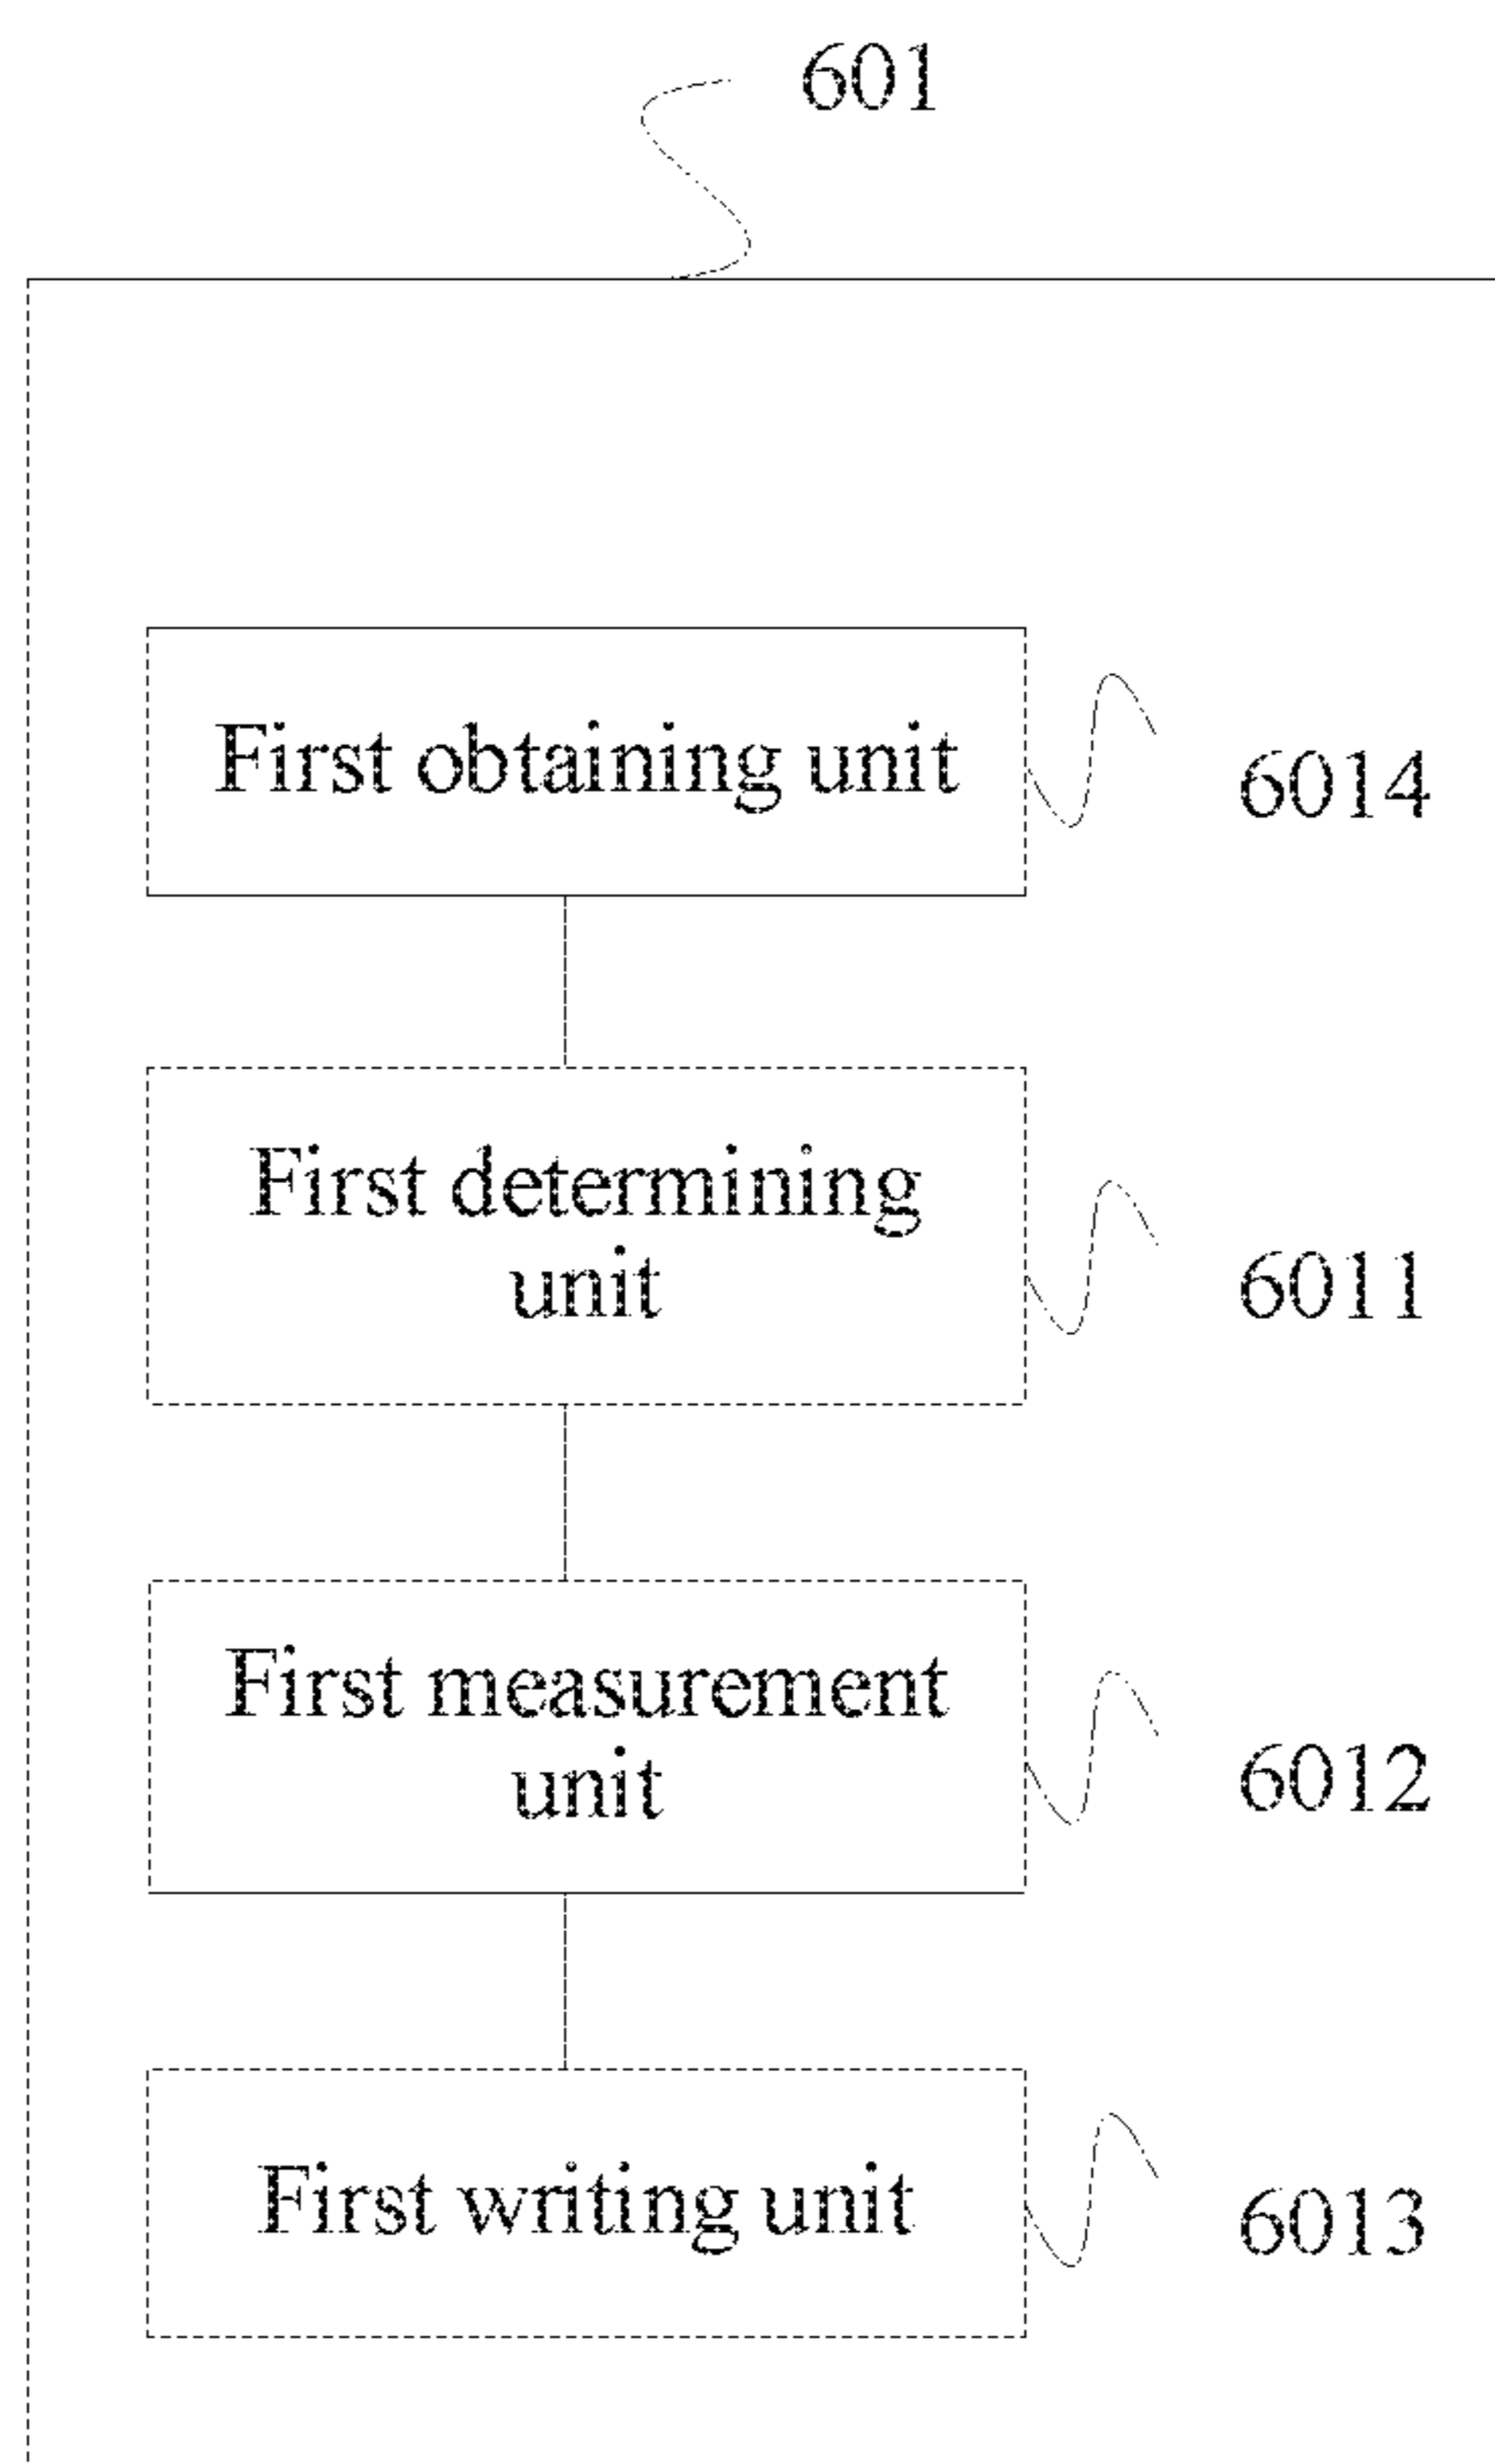 601
First obtaining unit
6014
First determining
unit
6011
First measurement
unit
6012
First writing unit
6013